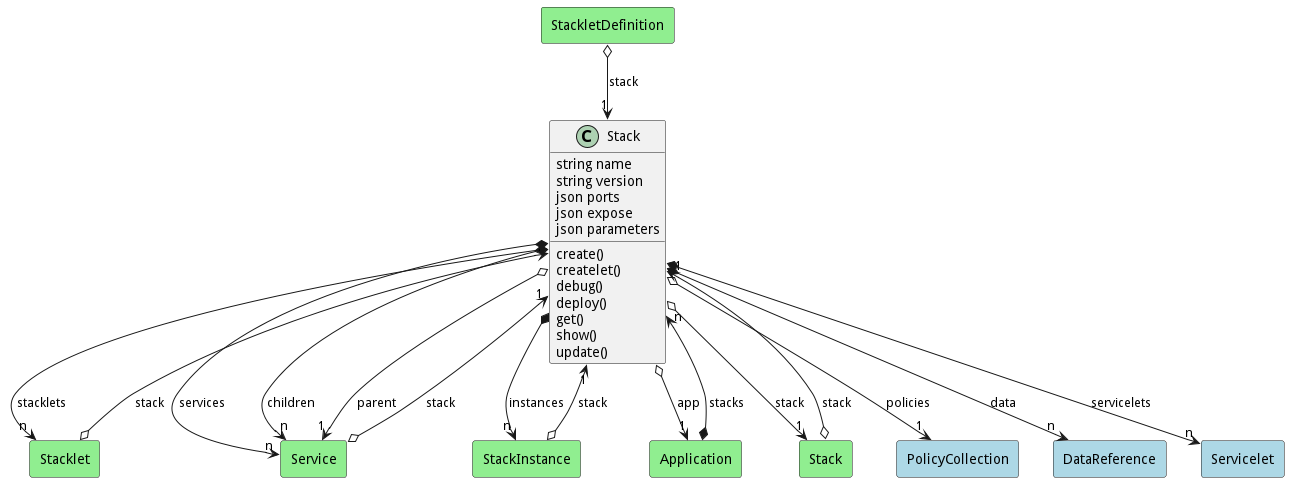 StackletDefinition
stack
1
C Stack
string name
string version
json ports
json expose
json parameters
create()
createlet()
debug()
deploy()
get()
show()
update()
1
1
n
stacklets
stack
services
children
parent
stack
instances
stack
app
stacks
stack
stack
policies
data
servicelets
1
n
n
n
1
n
1
1
1
n
n
Stacklet
Service
StackInstance
Application
Stack
PolicyCollection
DataReference
Servicelet